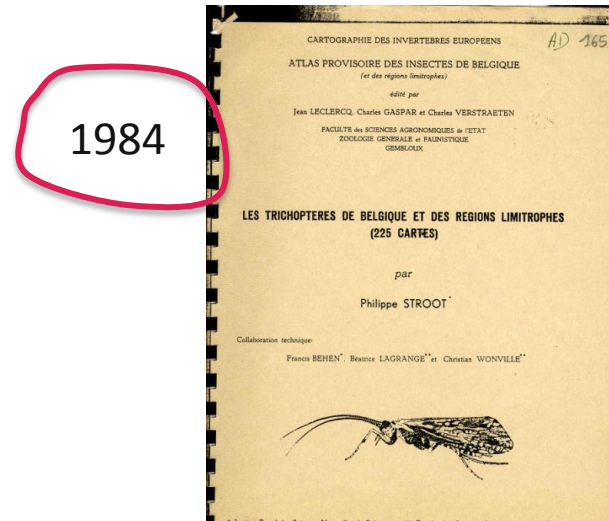 1984
AD 165
CARTOGRAPHIE DES INVERTEBRES EUROPEENS
ATLAS PROVISOIRE DES INSECTES DE BELGIQUE
(et des régions limitrophes)
édité par
Jean LECLERCQ, Charles GASPAR et Charles VERSTRAETEN
FACULTE des SCIENCES AGRONOMIQUES de l'ETAT
ZOOLOGIE GENERALE et FAUNISTIQUE
GEMBLOUX
LES TRICHOPTERES DE BELGIQUE ET DES REGIONS LIMITROPHES
(225 CARTES)
par
Philippe STROOT*
Collaboration technique:
Francis BEHEN*, Béatrice LAGRANGE** et Christian WONVILLE**